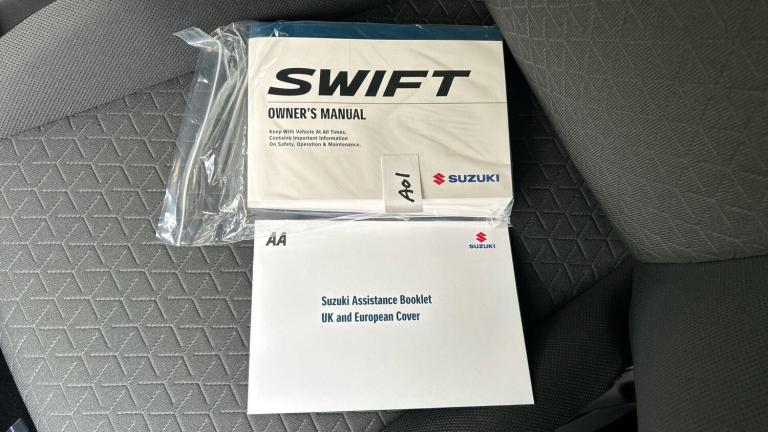 SWIFT
OWNER'S MANUAL
Keep With Vehicle At All Times.
Contains Important Information
On Safety, Operation & Maintenance.
A01
SUZUKI
AA
SUZUKI
Suzuki Assistance Booklet
UK and European Cover